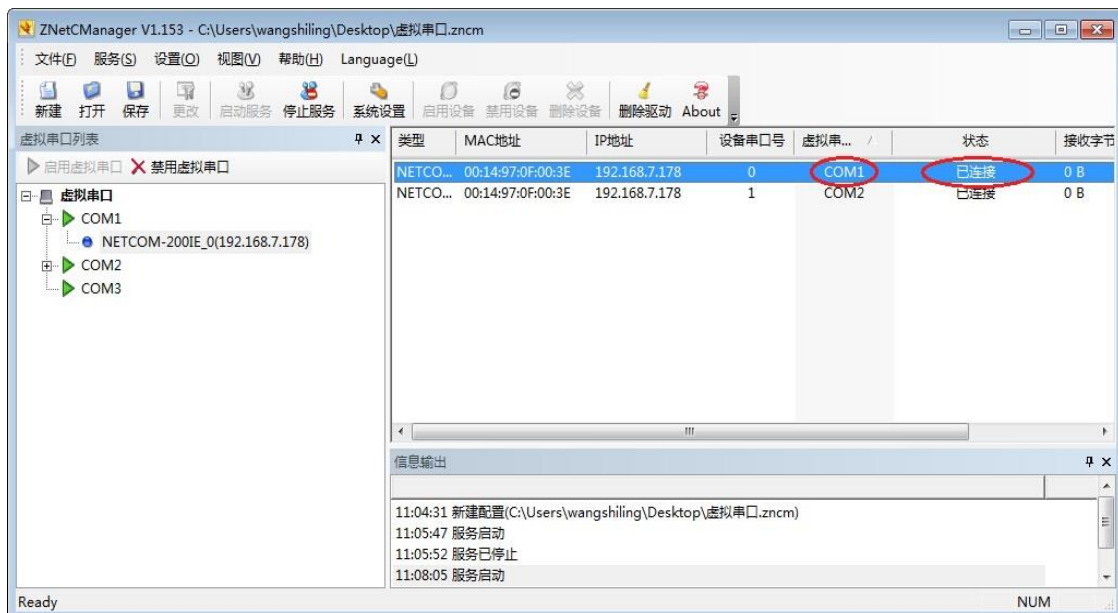 ZNetCManager V1.153 - C:\Users\wangshiling\Desktop\虚拟串口.zncm
文件(F) 服务(S) 设置(O) 视图(V) 帮助(H) Language(L)
新建 打开 保存 更改 启动服务 停止服务 系统设置 启用设备 禁用设备 删除设备 删除驱动 About
虚拟串口列表
启用虚拟串口 禁用虚拟串口
虚拟串口
COM1
NETCOM-200IE_0(192.168.7.178)
COM2
COM3
类型 MAC地址 IP地址 设备串口号 虚拟串... 状态 接收字节
NETCO... 00:14:97:0F:00:3E 192.168.7.178 0 COM1 已连接 0 B
NETCO... 00:14:97:0F:00:3E 192.168.7.178 1 COM2 已连接 0 B
信息输出
11:04:31 新建配置(C:\Users\wangshiling\Desktop\虚拟串口.zncm)
11:05:47 服务启动
11:05:52 服务已停止
11:08:05 服务启动
Ready NUM